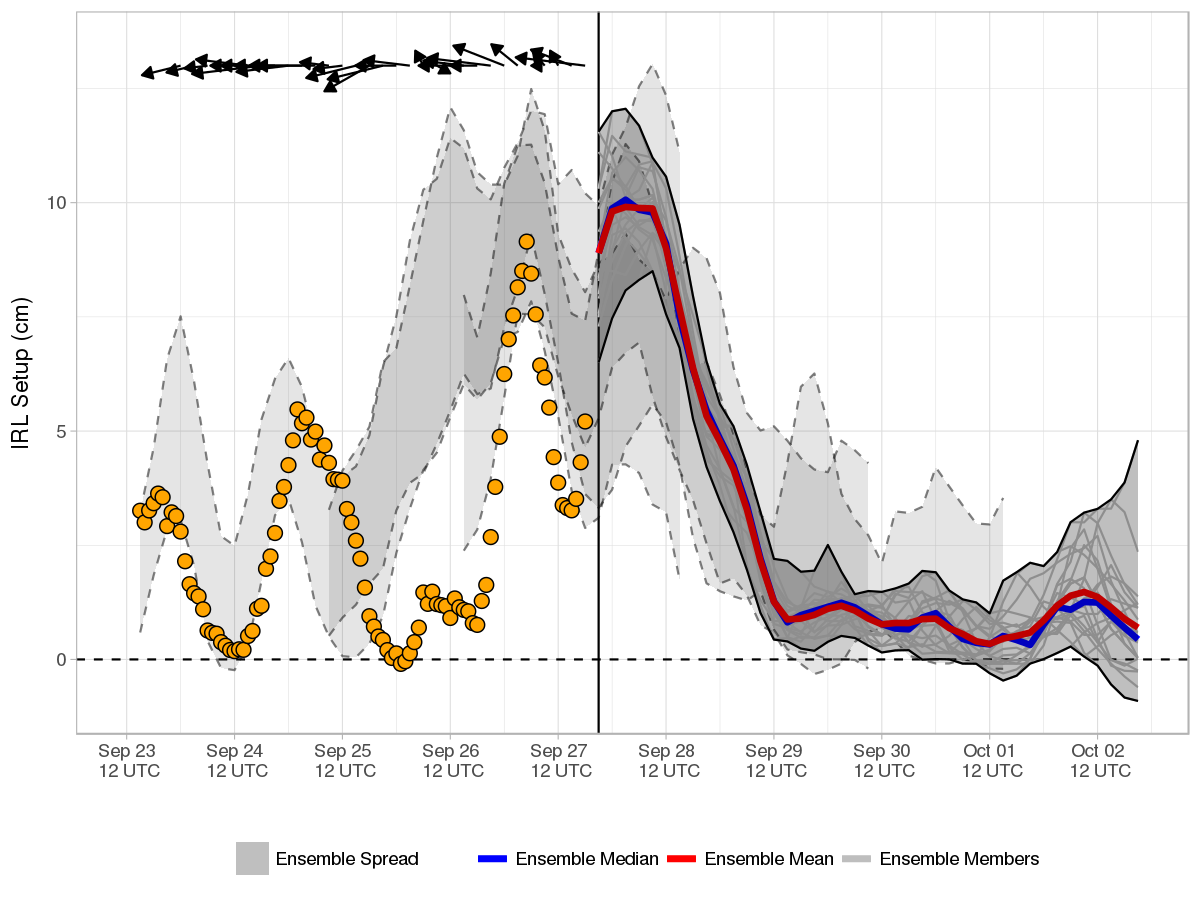 IRL Setup (cm)
10
5
0
Sep 23 Sep 24 Sep 25 Sep 26 Sep 27 Sep 28 Sep 29 Sep 30 Oct 01 Oct 02
12 UTC 12 UTC 12 UTC 12 UTC 12 UTC 12 UTC 12 UTC 12 UTC 12 UTC 12 UTC
Ensemble Spread Ensemble Median Ensemble Mean Ensemble Members